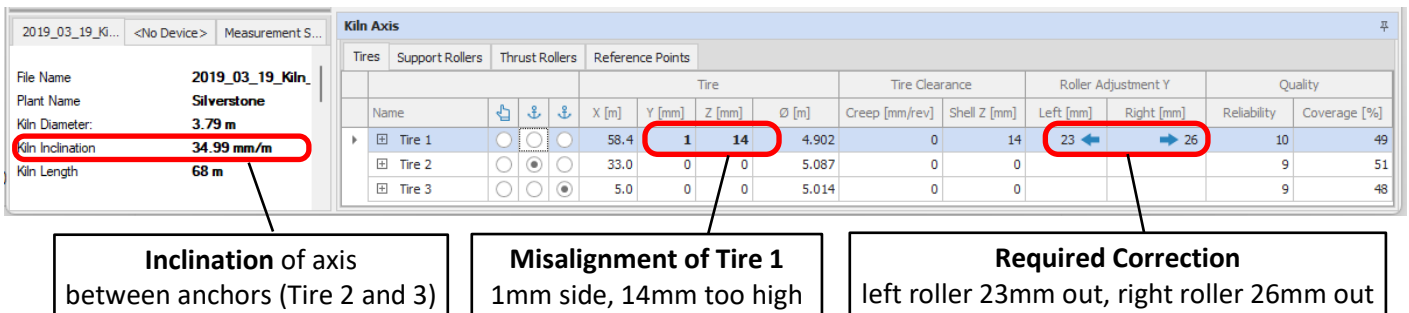 2019_03_19_Ki... <No Device> Measurement S...
File Name 2019_03_19_Kiln_
Plant Name Silverstone
Kiln Diameter: 3.79 m
Kiln Inclination 34.99 mm/m
Kiln Length 68 m
Kiln Axis
Tires Support Rollers Thrust Rollers Reference Points
Tire Tire Clearance Roller Adjustment Y Quality
Name X [m] Y [mm] Z [mm] Ø [m] Creep [mm/rev] Shell Z [mm] Left [mm] Right [mm] Reliability Coverage [%]
Tire 1 58.4 1 14 4.902 0 14 23 26 10 49
Tire 2 33.0 0 0 5.087 0 0 9 51
Tire 3 5.0 0 0 5.014 0 0 9 48
Inclination of axis
between anchors (Tire 2 and 3)
Misalignment of Tire 1
1mm side, 14mm too high
Required Correction
left roller 23mm out, right roller 26mm out